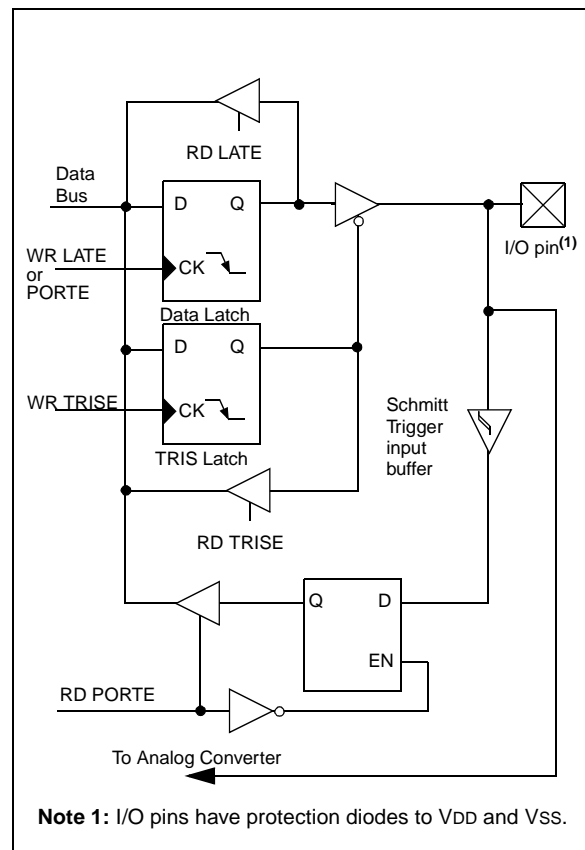 RD LATE
Data
Bus
D Q
I/O pin(1)
WR LATE
or
PORTE
CK
Data Latch
D Q
WR TRISE
CK
Schmitt
Trigger
input
buffer
TRIS Latch
RD TRISE
Q D
EN
RD PORTE
To Analog Converter
Note 1: I/O pins have protection diodes to VDD and VSS.